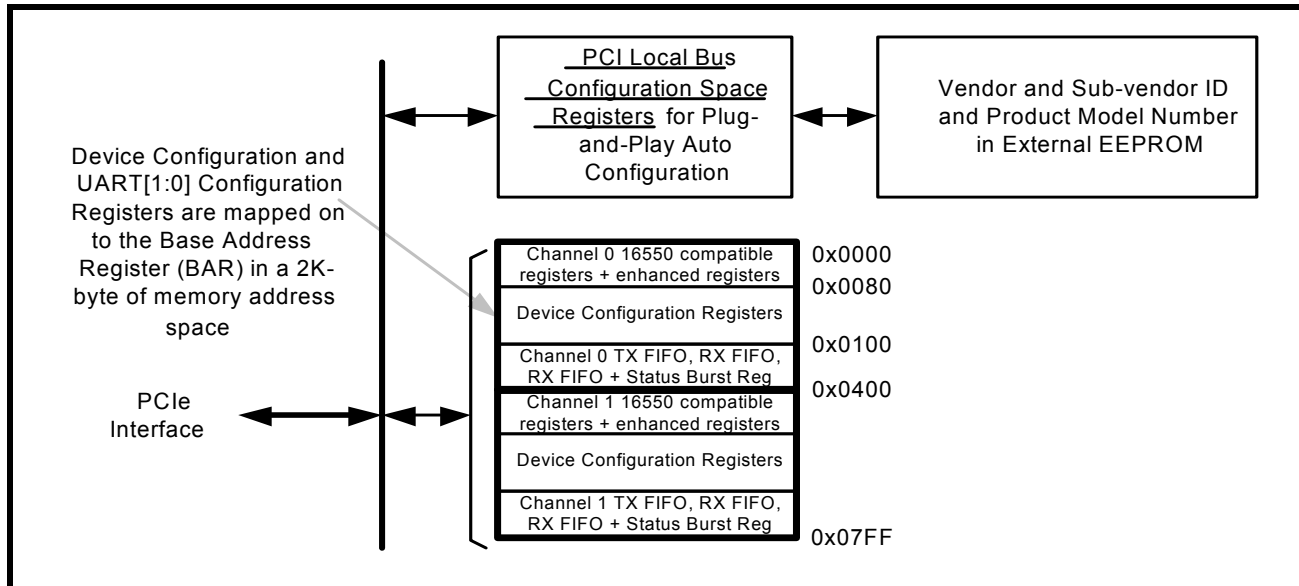 PCI Local Bus
Configuration Space
Registers for Plug-
and-Play Auto
Configuration
Vendor and Sub-vendor ID
and Product Model Number
in External EEPROM
Device Configuration and
UART[1:0] Configuration
Registers are mapped on
to the Base Address
Register (BAR) in a 2K-
byte of memory address
space
Channel 0 16550 compatible
registers + enhanced registers
0x0000
0x0080
Device Configuration Registers
0x0100
Channel 0 TX FIFO, RX FIFO,
RX FIFO + Status Burst Reg
0x0400
Channel 1 16550 compatible
registers + enhanced registers
Device Configuration Registers
Channel 1 TX FIFO, RX FIFO,
RX FIFO + Status Burst Reg
0x07FF
PCIe
Interface